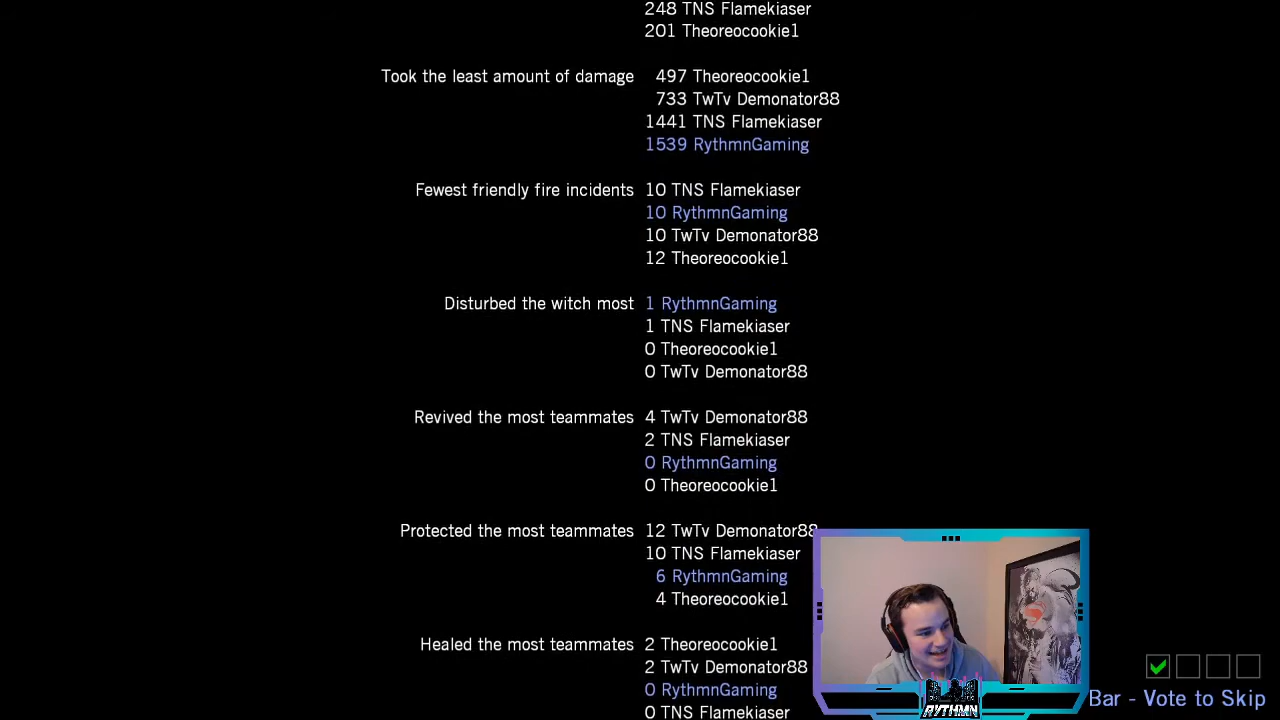 248 TNS Flamekiaser
201 Theoreocookie1
Took the least amount of damage 497 Theoreocookie1
733 TwTv Demonator88
1441 TNS Flamekiaser
1539 RythmnGaming
Fewest friendly fire incidents 10 TNS Flamekiaser
10 RythmnGaming
10 TwTv Demonator88
12 Theoreocookie1
Disturbed the witch most 1 RythmnGaming
1 TNS Flamekiaser
0 Theoreocookie1
0 TwTv Demonator88
Revived the most teammates 4 TwTv Demonator88
2 TNS Flamekiaser
0 RythmnGaming
0 Theoreocookie1
Protected the most teammates 12 TwTv Demonator88
10 TNS Flamekiaser
6 RythmnGaming
4 Theoreocookie1
Healed the most teammates 2 Theoreocookie1
2 TwTv Demonator88
0 RythmnGaming
0 TNS Flamekiaser
RYTHMN
Bar - Vote to Skip